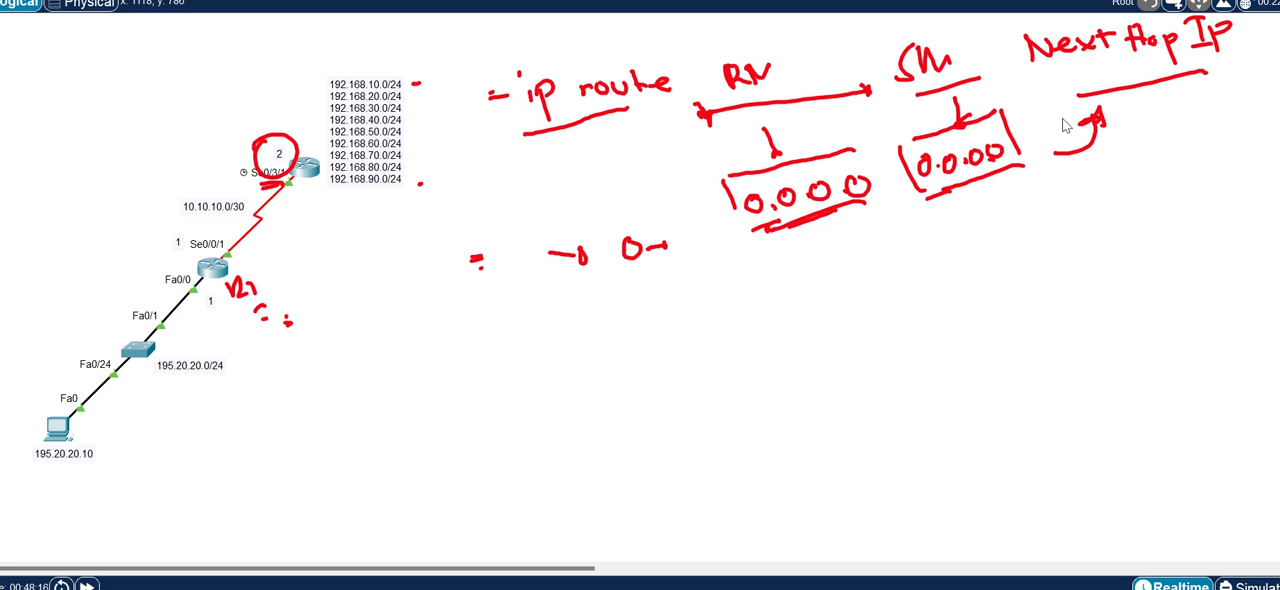 Logical Physical x: 1118, y: 786 Root
= ip route RN SM Next Hop IP
192.168.10.0/24
192.168.20.0/24
192.168.30.0/24
192.168.40.0/24
192.168.50.0/24
192.168.60.0/24
192.168.70.0/24
192.168.80.0/24
192.168.90.0/24
2
Se0/3/1
0.0.0.0 0.0.0.0
10.10.10.0/30
1 Se0/0/1
Fa0/0
R1
1
Fa0/1
195.20.20.0/24
Fa0/24
Fa0
195.20.20.10
00:48:16 Realtime